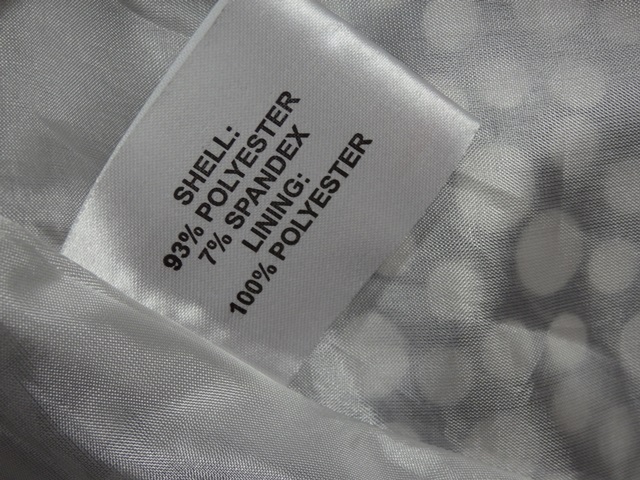 SHELL:
93% POLYESTER
7% SPANDEX
LINING:
100% POLYESTER